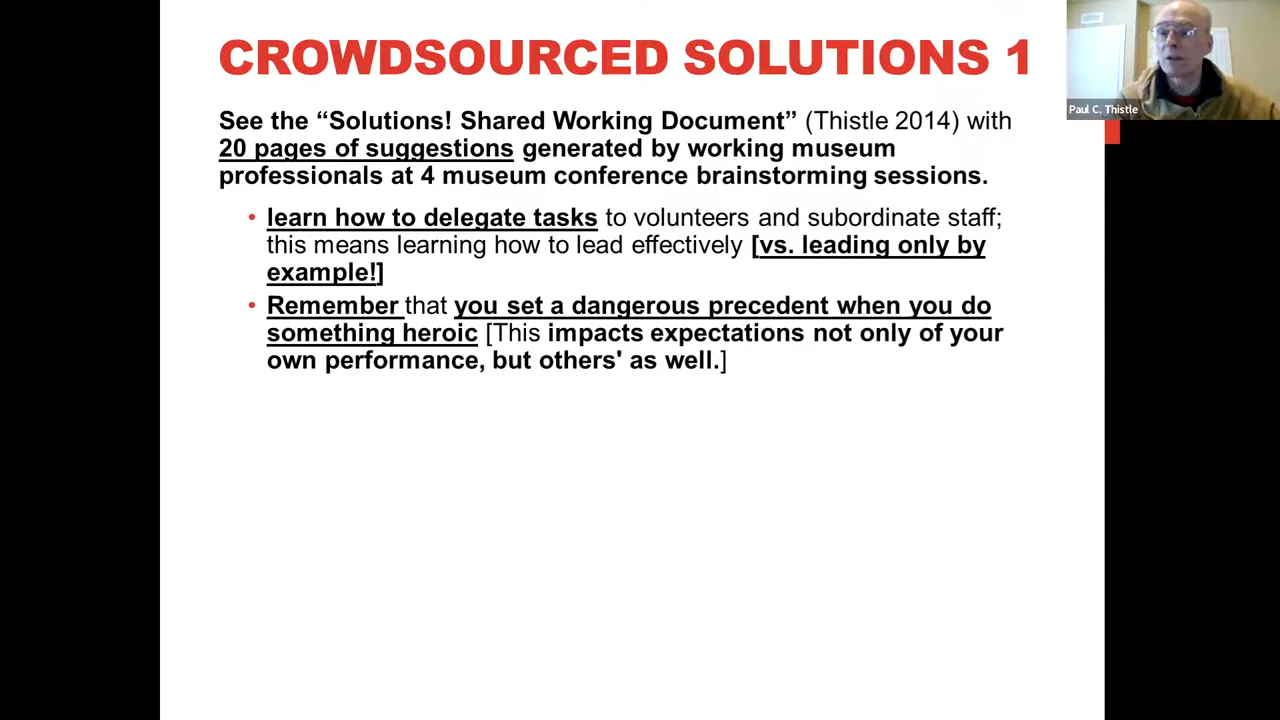 CROWDSOURCED SOLUTIONS 1
Paul C. Thistle
See the “Solutions! Shared Working Document” (Thistle 2014) with
20 pages of suggestions generated by working museum
professionals at 4 museum conference brainstorming sessions.
• learn how to delegate tasks to volunteers and subordinate staff;
this means learning how to lead effectively [vs. leading only by
example!]
• Remember that you set a dangerous precedent when you do
something heroic [This impacts expectations not only of your
own performance, but others' as well.]